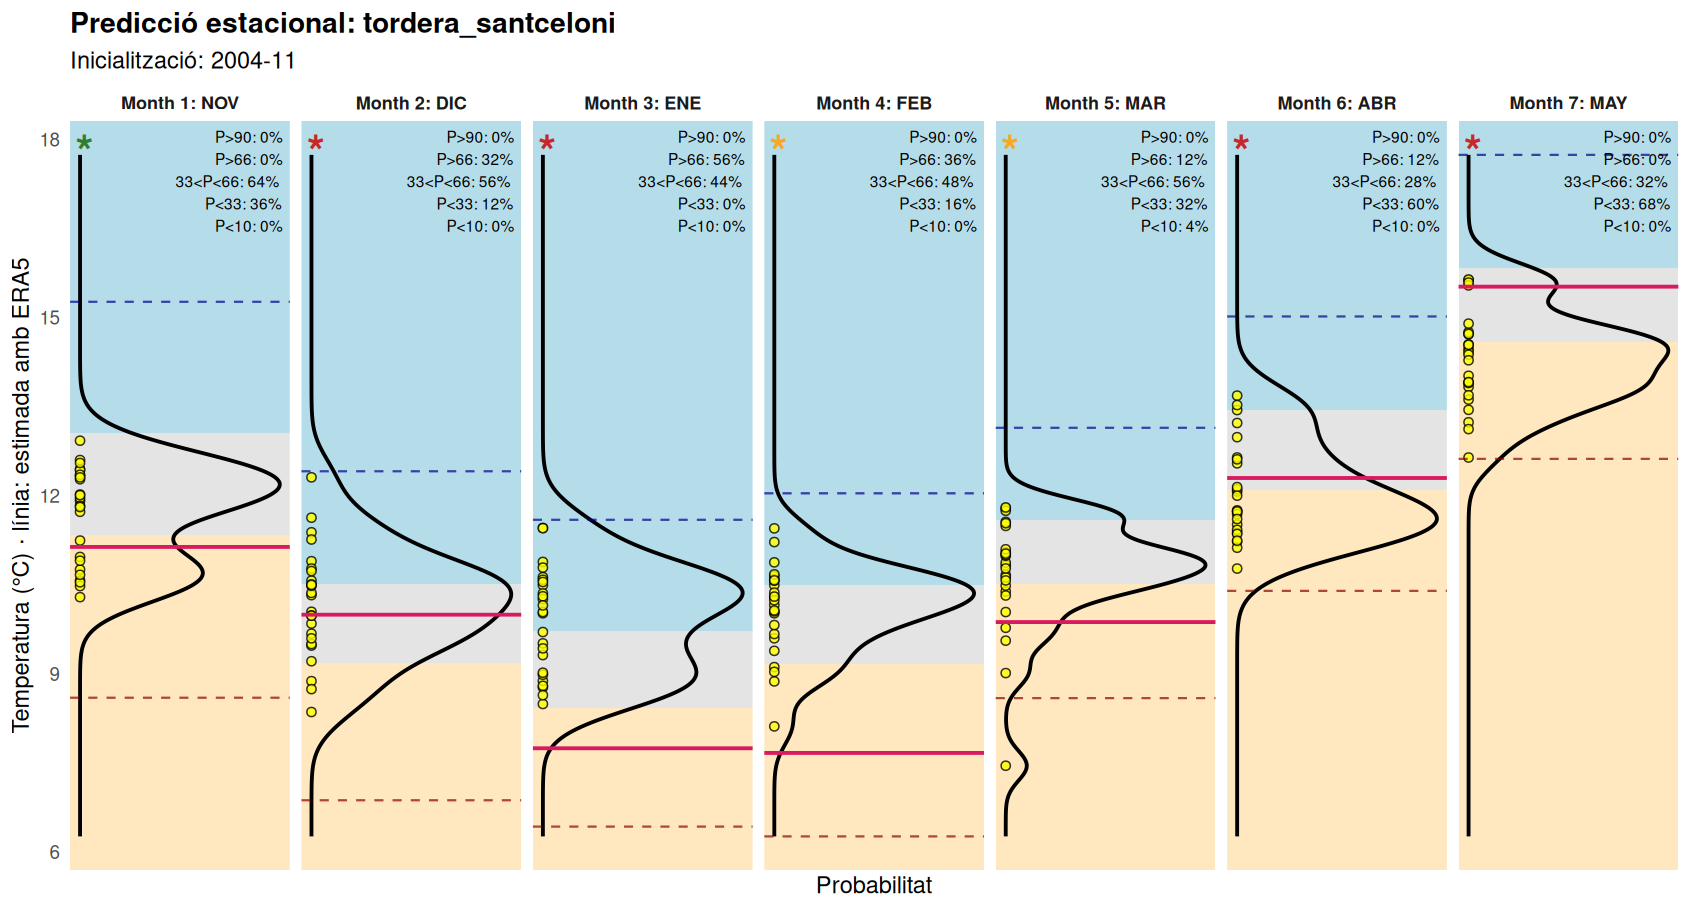 Predicció estacional: tordera_santceloni
Inicialització: 2004-11
Month 1: NOV
Month 2: DIC
Month 3: ENE
Month 4: FEB
Month 5: MAR
Month 6: ABR
Month 7: MAY
*
P>90: 0%
P>66: 0%
33<P<66: 64%
P<33: 36%
P<10: 0%
*
P>90: 0%
P>66: 32%
33<P<66: 56%
P<33: 12%
P<10: 0%
*
P>90: 0%
P>66: 56%
33<P<66: 44%
P<33: 0%
P<10: 0%
*
P>90: 0%
P>66: 36%
33<P<66: 48%
P<33: 16%
P<10: 0%
*
P>90: 0%
P>66: 12%
33<P<66: 56%
P<33: 32%
P<10: 4%
*
P>90: 0%
P>66: 12%
33<P<66: 28%
P<33: 60%
P<10: 0%
*
P>90: 0%
P>66: 0%
33<P<66: 32%
P<33: 68%
P<10: 0%
18
15
12
9
6
Temperatura (°C) · línia: estimada amb ERA5
Probabilitat